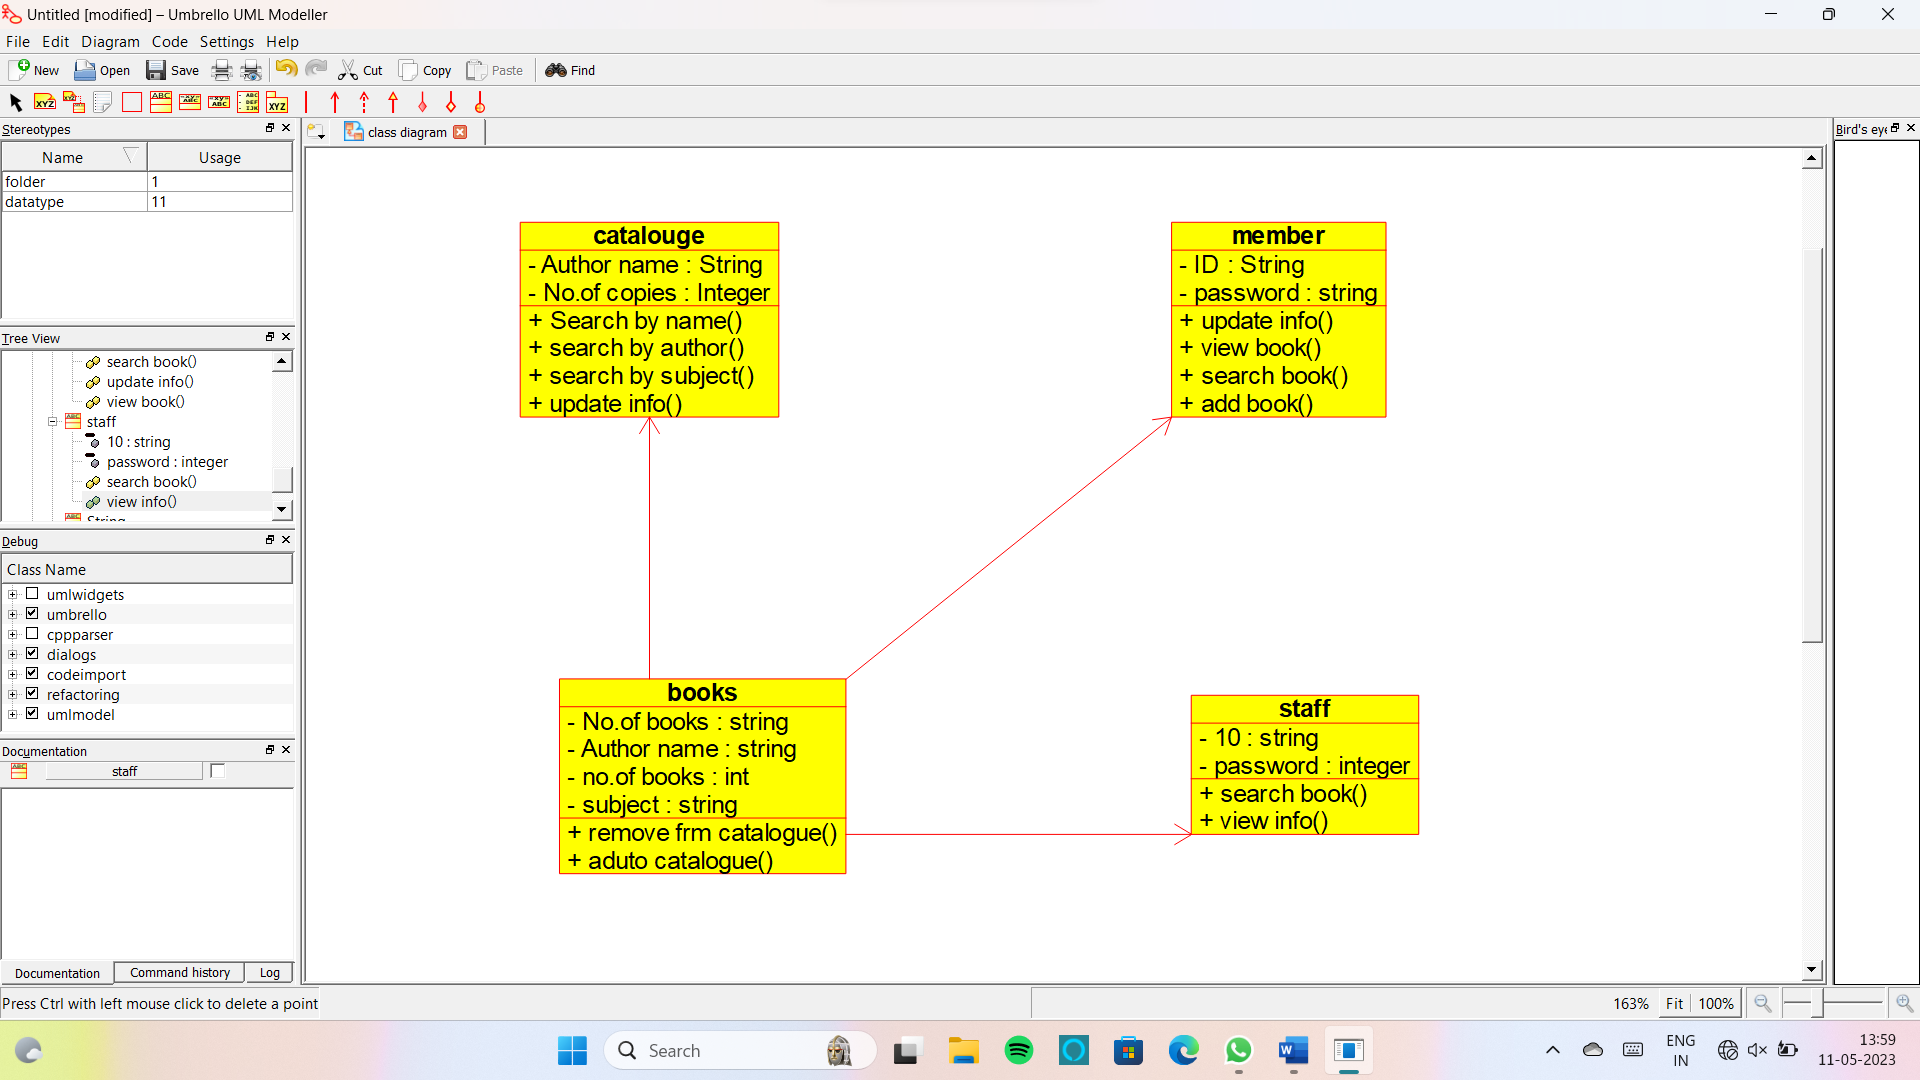 Untitled [modified] – Umbrello UML Modeller
File Edit Diagram Code Settings Help
New Open Save Cut Copy Paste Find
Stereotypes
Name Usage
folder 1
datatype 11
Tree View
search book()
update info()
view book()
staff
10 : string
password : integer
search book()
view info()
String
Debug
Class Name
umlwidgets
umbrello
cppparser
dialogs
codeimport
refactoring
umlmodel
Documentation
staff
Documentation Command history Log
class diagram
catalouge
- Author name : String
- No.of copies : Integer
+ Search by name()
+ search by author()
+ search by subject()
+ update info()
member
- ID : String
- password : string
+ update info()
+ view book()
+ search book()
+ add book()
books
- No.of books : string
- Author name : string
- no.of books : int
- subject : string
+ remove frm catalogue()
+ aduto catalogue()
staff
- 10 : string
- password : integer
+ search book()
+ view info()
Bird's eye
Press Ctrl with left mouse click to delete a point
163% Fit 100%
Search
ENG
IN
13:59
11-05-2023